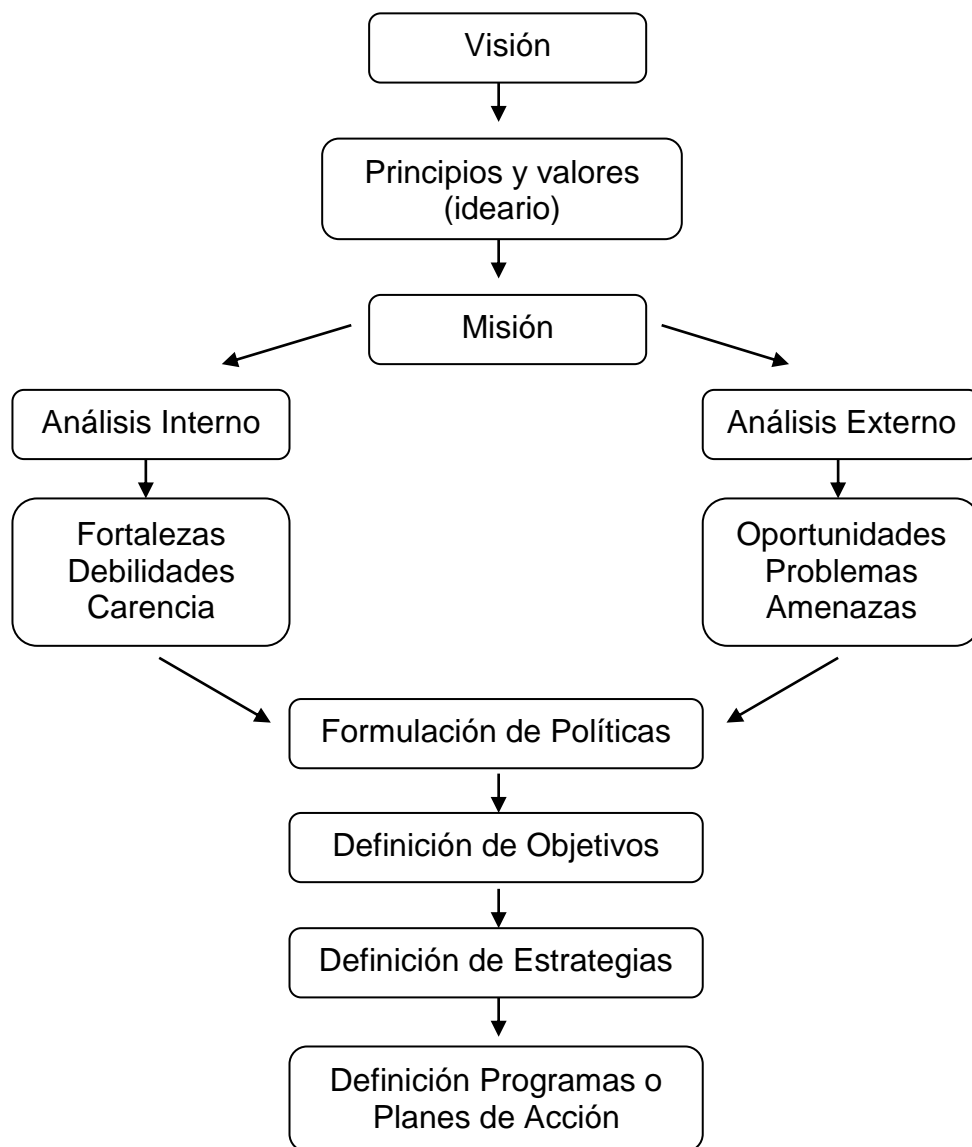 Visión
Principios y valores
(ideario)
Misión
Análisis Interno
Análisis Externo
Fortalezas
Debilidades
Carencia
Oportunidades
Problemas
Amenazas
Formulación de Políticas
Definición de Objetivos
Definición de Estrategias
Definición Programas o
Planes de Acción